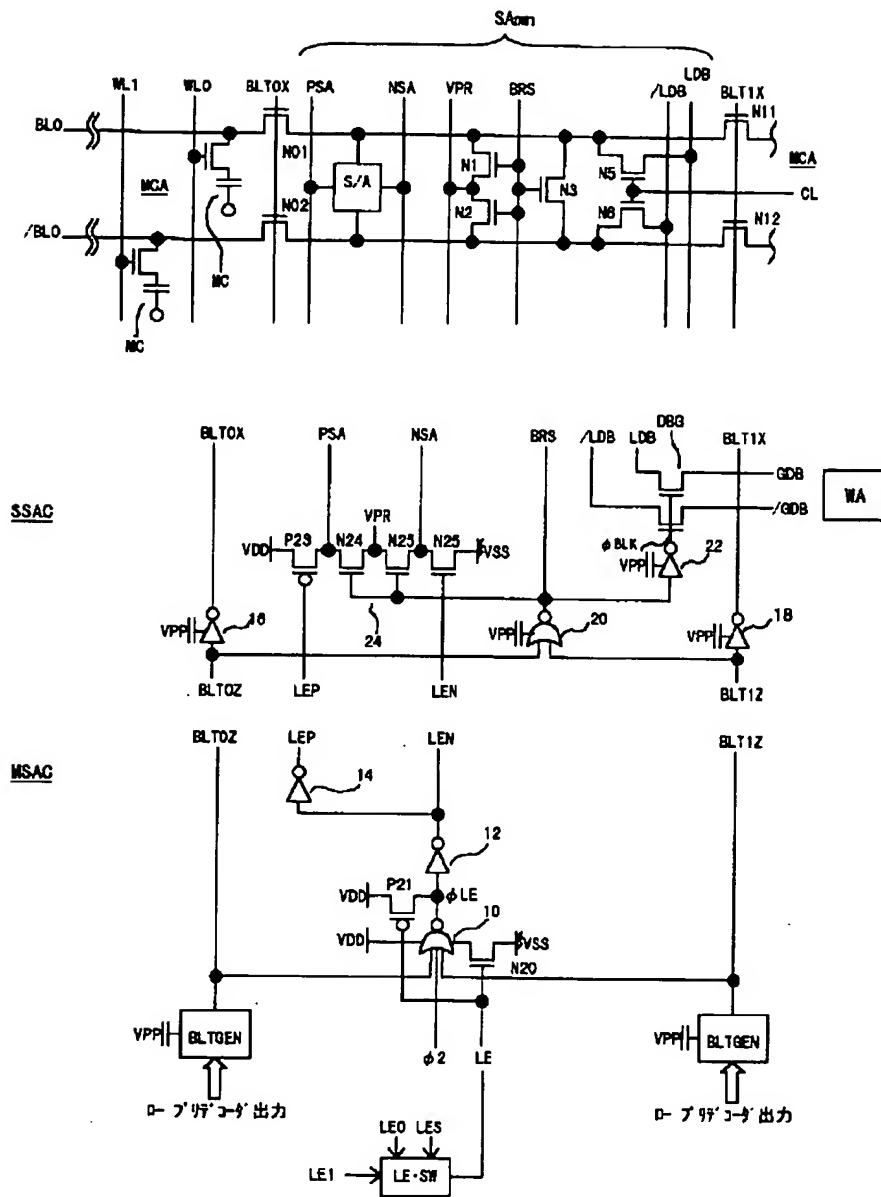 SAmn
WL1 WL0 BLT0X PSA NSA VPR BRS /LDB LDB BLT1X
BL0 N11
N01 N1 N3 N5 MCA
MCA S/A CL
N02 N2 N6
/BL0 N12
MC
MC
BLT0X PSA NSA BRS /LDB LDB DBG BLT1X
GDB WA
SSAC VPR /GDB
P23 N24 N25 N25
VDD VSS φBLK
VPP 22
VPP 16 24 VPP 20 VPP 18
BLT0Z LEP LEN BLT1Z
BLT0Z LEP LEN BLT1Z
MSAC
14
12
P21
VDD φLE
10
VDD VSS
N20
VPP BLTGEN VPP BLTGEN
φ2 LE
ロー プリデコーダ出力 ロー プリデコーダ出力
LE0 LES
LE1 LE·SW